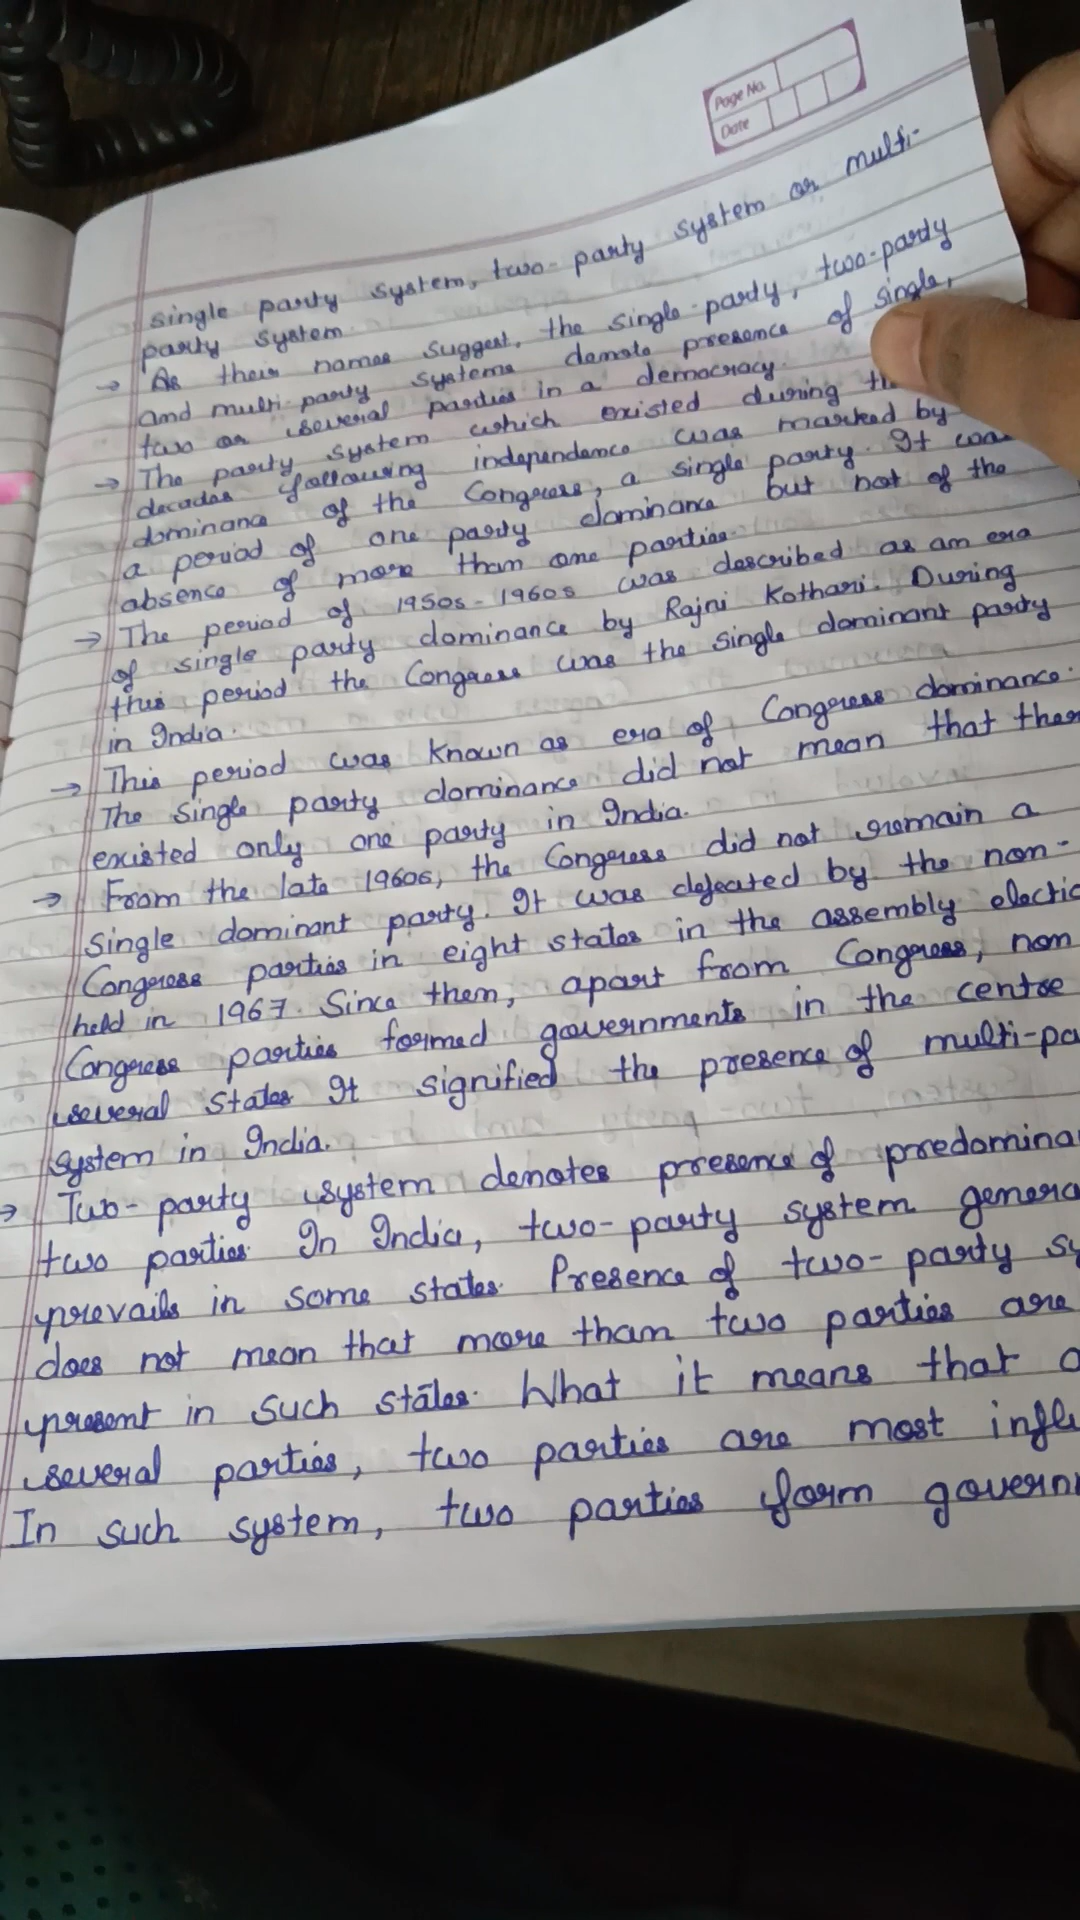 Page No.
Date
single party system, two-party system or multi-
party system.
→ As their names suggest, the single-party, two-party
and multi-party systems denote presence of single,
two or several parties in a democracy.
→ The party system which existed during
decades following independence was marked by
dominance of the Congress, a single party. It was
a period of one party dominance but not of the
absence of more than one parties.
→ The period of 1950s-1960s was described as an era
of single party dominance by Rajni Kothari. During
this period the Congress was the single dominant party
in India.
→ This period was known as era of Congress dominance.
The single party dominance did not mean that
existed only one party in India.
→ From the late 1960s, the Congress did not remain a
single dominant party. It was defeated by the non-
Congress parties in eight states in the assembly
held in 1967. Since then, apart from Congress, non
Congress parties formed governments in the centre
several states. It signified the presence of multi-pa
system in India.
→ Two-party system denotes presence of
two parties. In India, two-party system
prevails in some states. Presence of two-party
does not mean that more than two parties are
present in such states. What it means that
several parties, two parties are most
In such system, two parties form